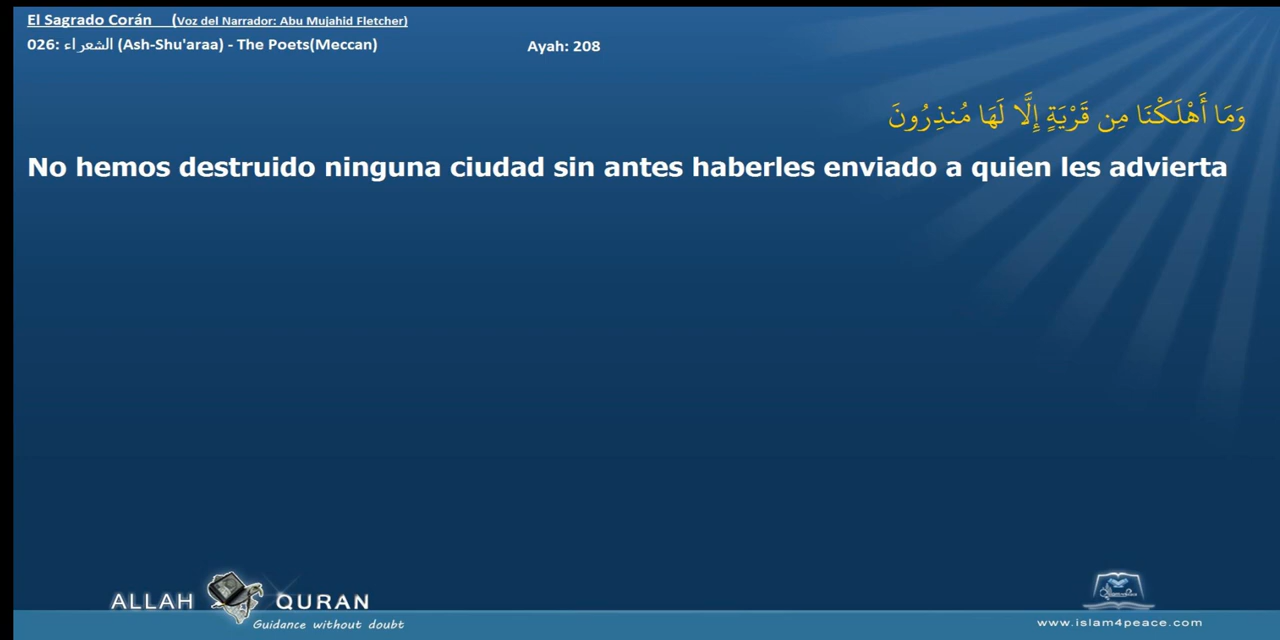 El Sagrado Corán (Voz del Narrador: Abu Mujahid Fletcher)
026: الشعراء (Ash-Shu'araa) - The Poets(Meccan) Ayah: 208
وَمَا أَهْلَكْنَا مِن قَرْيَةٍ إِلَّا لَهَا مُنذِرُونَ
No hemos destruido ninguna ciudad sin antes haberles enviado a quien les advierta
ALLAH QURAN
Guidance without doubt
www.islam4peace.com